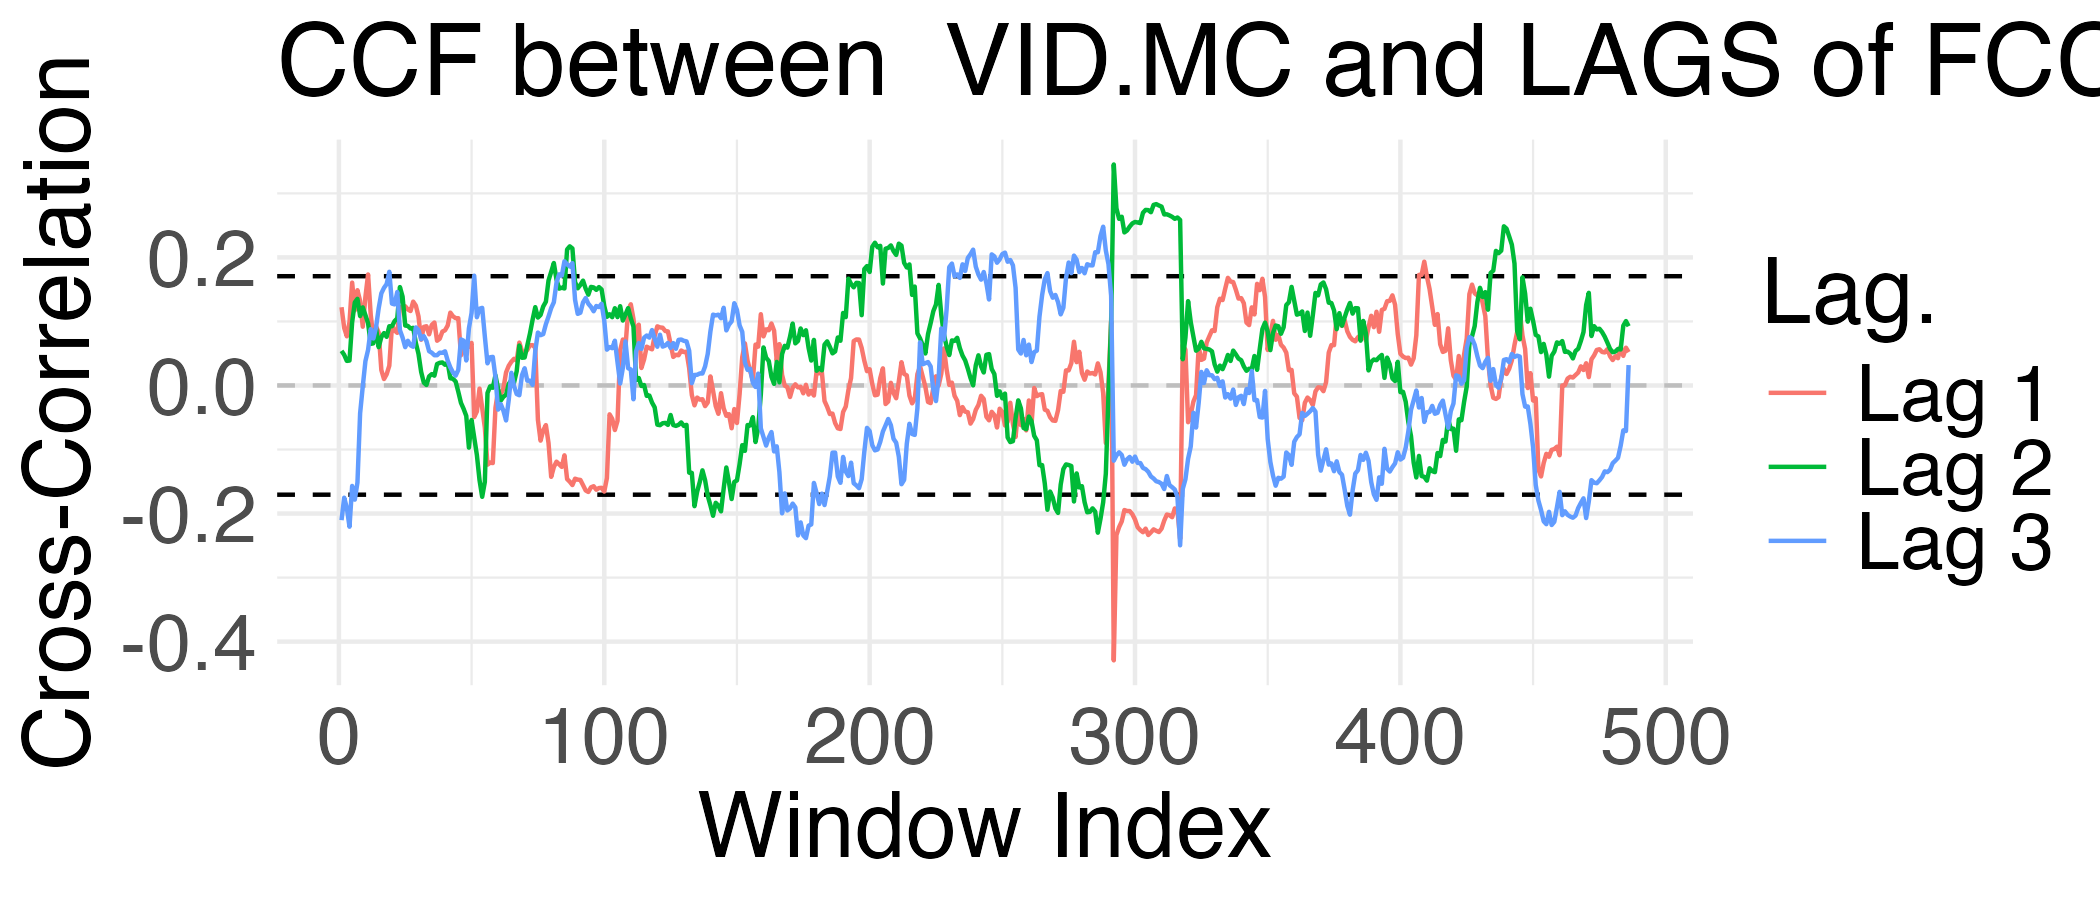 CCF between VID.MC and LAGS of FCC
Cross-Correlation
0.2
0.0
-0.2
-0.4
0 100 200 300 400 500
Window Index
Lag.
Lag 1
Lag 2
Lag 3